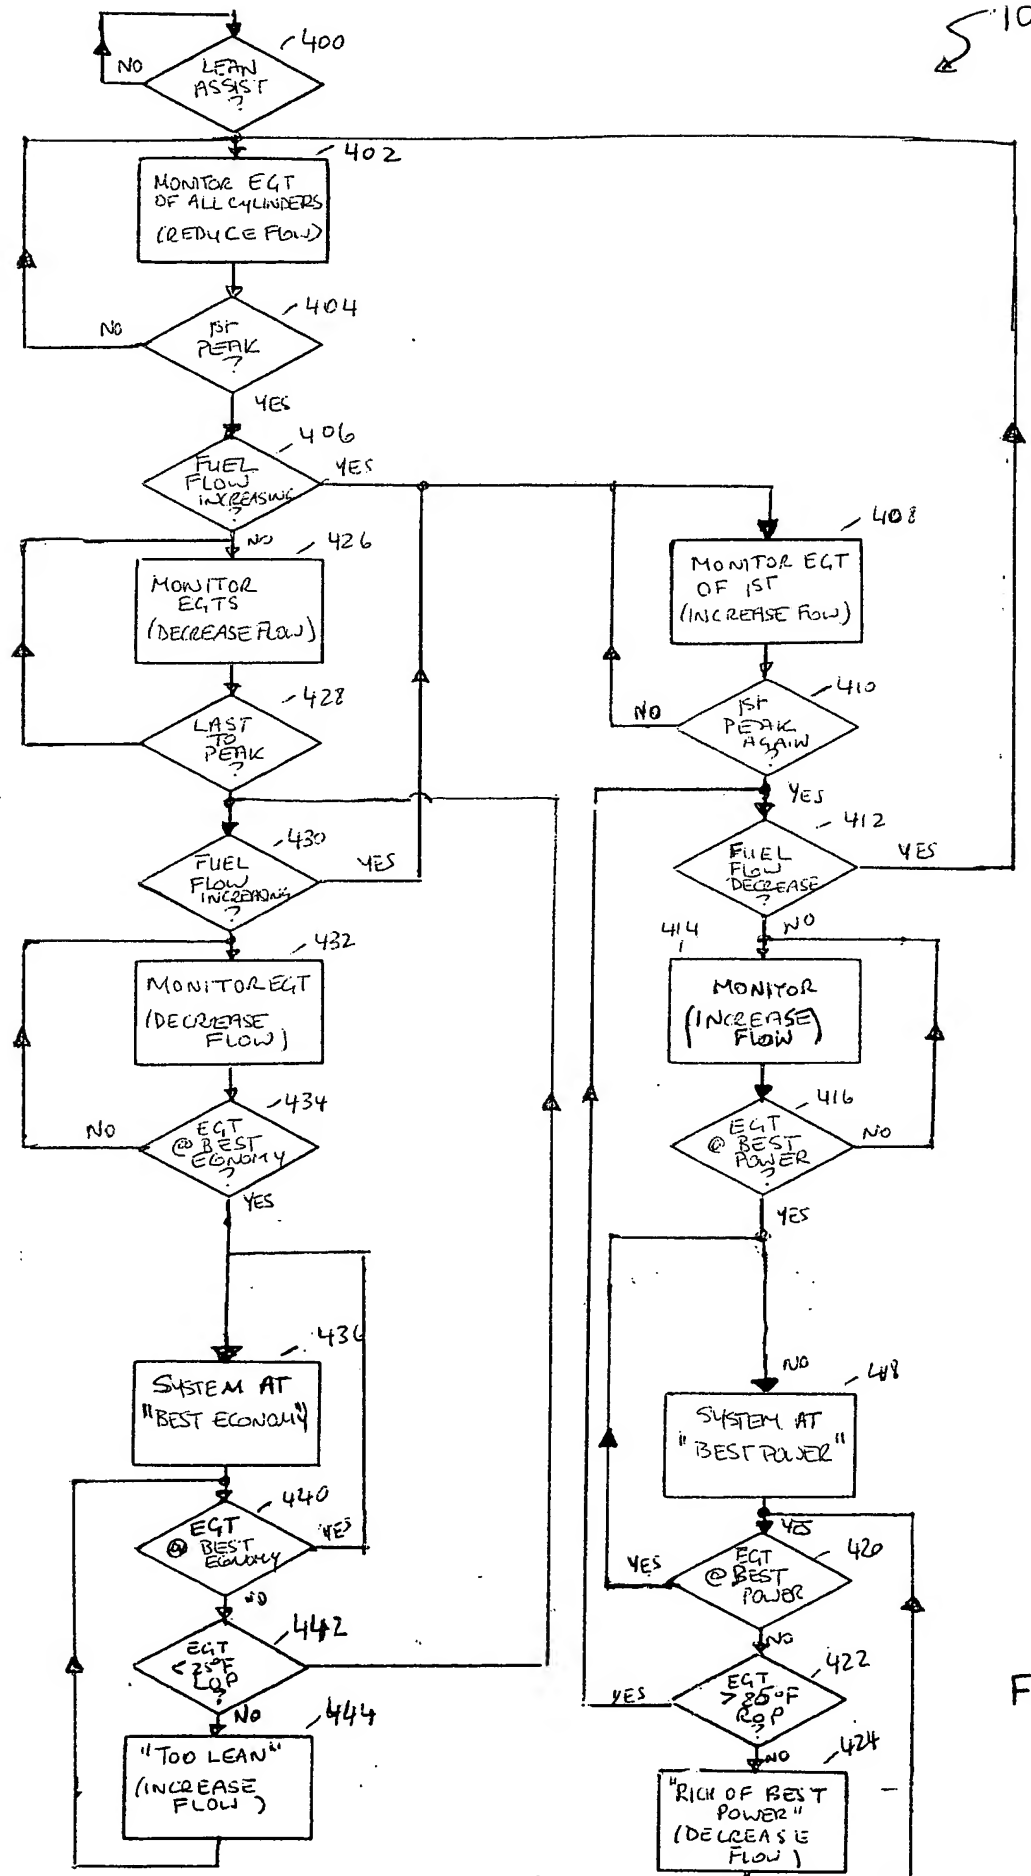 10
400
NO
LEAN
ASSIST
?
402
MONITOR EGT
OF ALL CYLINDERS
(REDUCE FLOW)
404
NO
1ST
PEAK
?
YES
406
FUEL
FLOW
INCREASING
?
YES
NO
426
MONITOR
EGTS
(DECREASE FLOW)
428
LAST
TO
PEAK
?
430
FUEL
FLOW
INCREASING
?
YES
432
MONITOR EGT
(DECREASE
FLOW)
434
NO
EGT
@ BEST
ECONOMY
?
YES
436
SYSTEM AT
"BEST ECONOMY"
440
EGT
@ BEST
ECONOMY
YES
NO
442
EGT
< 25°F
LOP
?
NO
444
"TOO LEAN"
(INCREASE
FLOW)
408
MONITOR EGT
OF 1ST
(INCREASE FLOW)
410
NO
1ST
PEAK
AGAIN
?
YES
412
FUEL
FLOW
DECREASE
?
YES
NO
414
MONITOR
(INCREASE)
FLOW
416
EGT
@ BEST
POWER
?
NO
YES
NO
418
SYSTEM AT
"BEST POWER"
YES
420
YES
EGT
@ BEST
POWER
NO
422
YES
EGT
> 85°F
ROP
?
NO
424
"RICH OF BEST
POWER"
(DECREASE
FLOW)
F